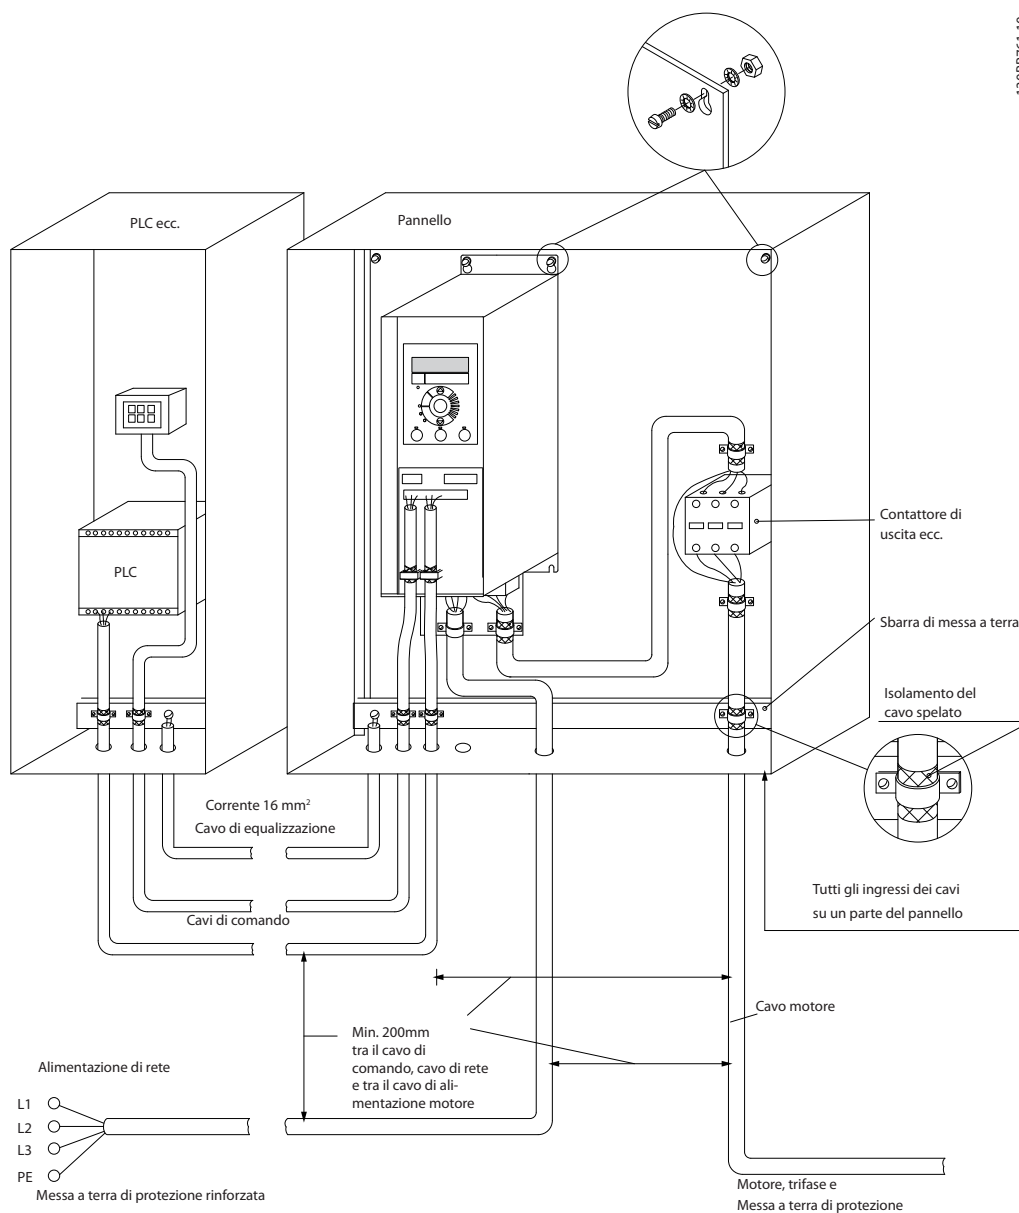 PLC ecc.
Pannello
PLC
Contattore di
uscita ecc.
Sbarra di messa a terra
Isolamento del
cavo spelato
Corrente 16 mm²
Cavo di equalizzazione
Cavi di comando
Tutti gli ingressi dei cavi
su un parte del pannello
Min. 200mm
tra il cavo di
comando, cavo di rete
e tra il cavo di ali-
mentazione motore
Cavo motore
Alimentazione di rete
L1
L2
L3
PE
Messa a terra di protezione rinforzata
Motore, trifase e
Messa a terra di protezione